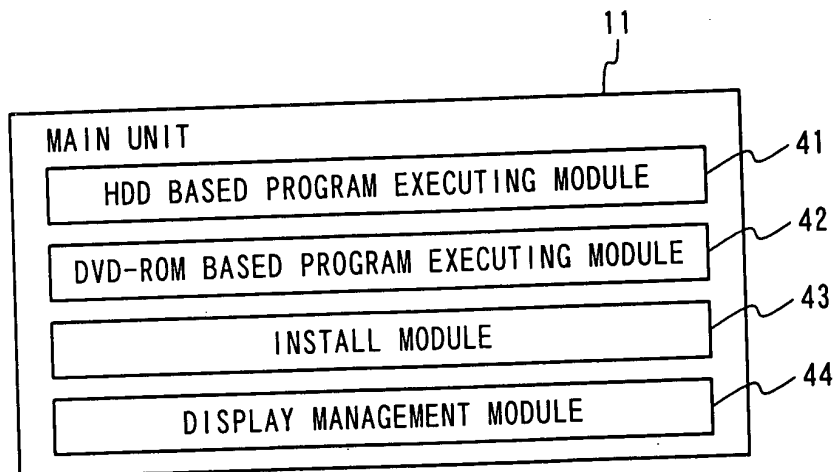 11
MAIN UNIT
HDD BASED PROGRAM EXECUTING MODULE
41
DVD-ROM BASED PROGRAM EXECUTING MODULE
42
INSTALL MODULE
43
DISPLAY MANAGEMENT MODULE
44